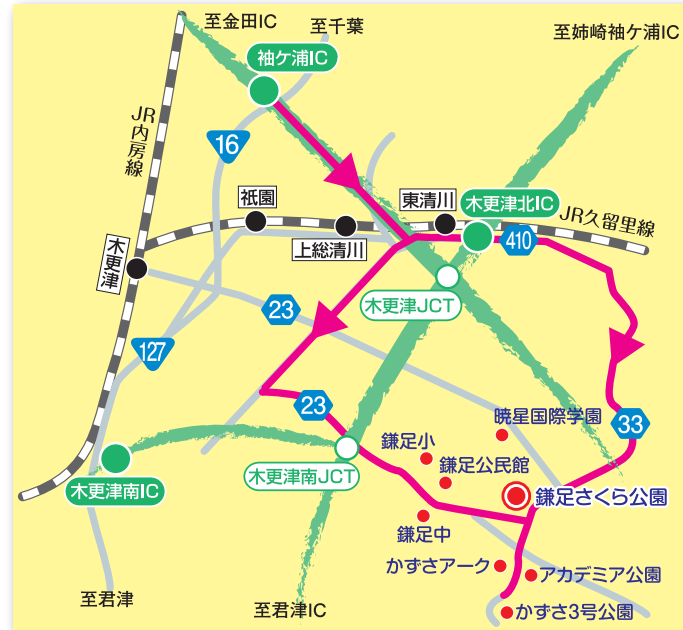 至金田IC
至千葉
至姉崎袖ケ浦IC
袖ケ浦IC
JR内房線
16
祇園
東清川
木更津北IC
JR久留里線
上総清川
410
木更津
木更津JCT
23
127
23
暁星国際学園
33
鎌足小
鎌足公民館
木更津南JCT
木更津南IC
鎌足さくら公園
鎌足中
かずさアーク
アカデミア公園
至君津
至君津IC
かずさ3号公園